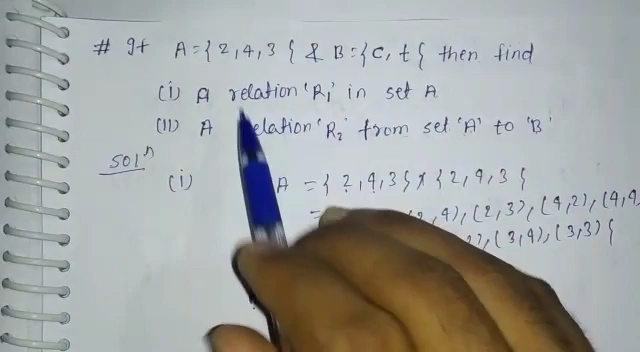 # If A={2,4,3} & B={C,t} then find
(i) A relation 'R₁' in set A
(II) A relation 'R₂' from set 'A' to 'B'
Solⁿ
(i) A = {2,4,3} x {2,4,3}
= 4), (2,3), (4,2), (4,4
), (3,4), (3,3)}